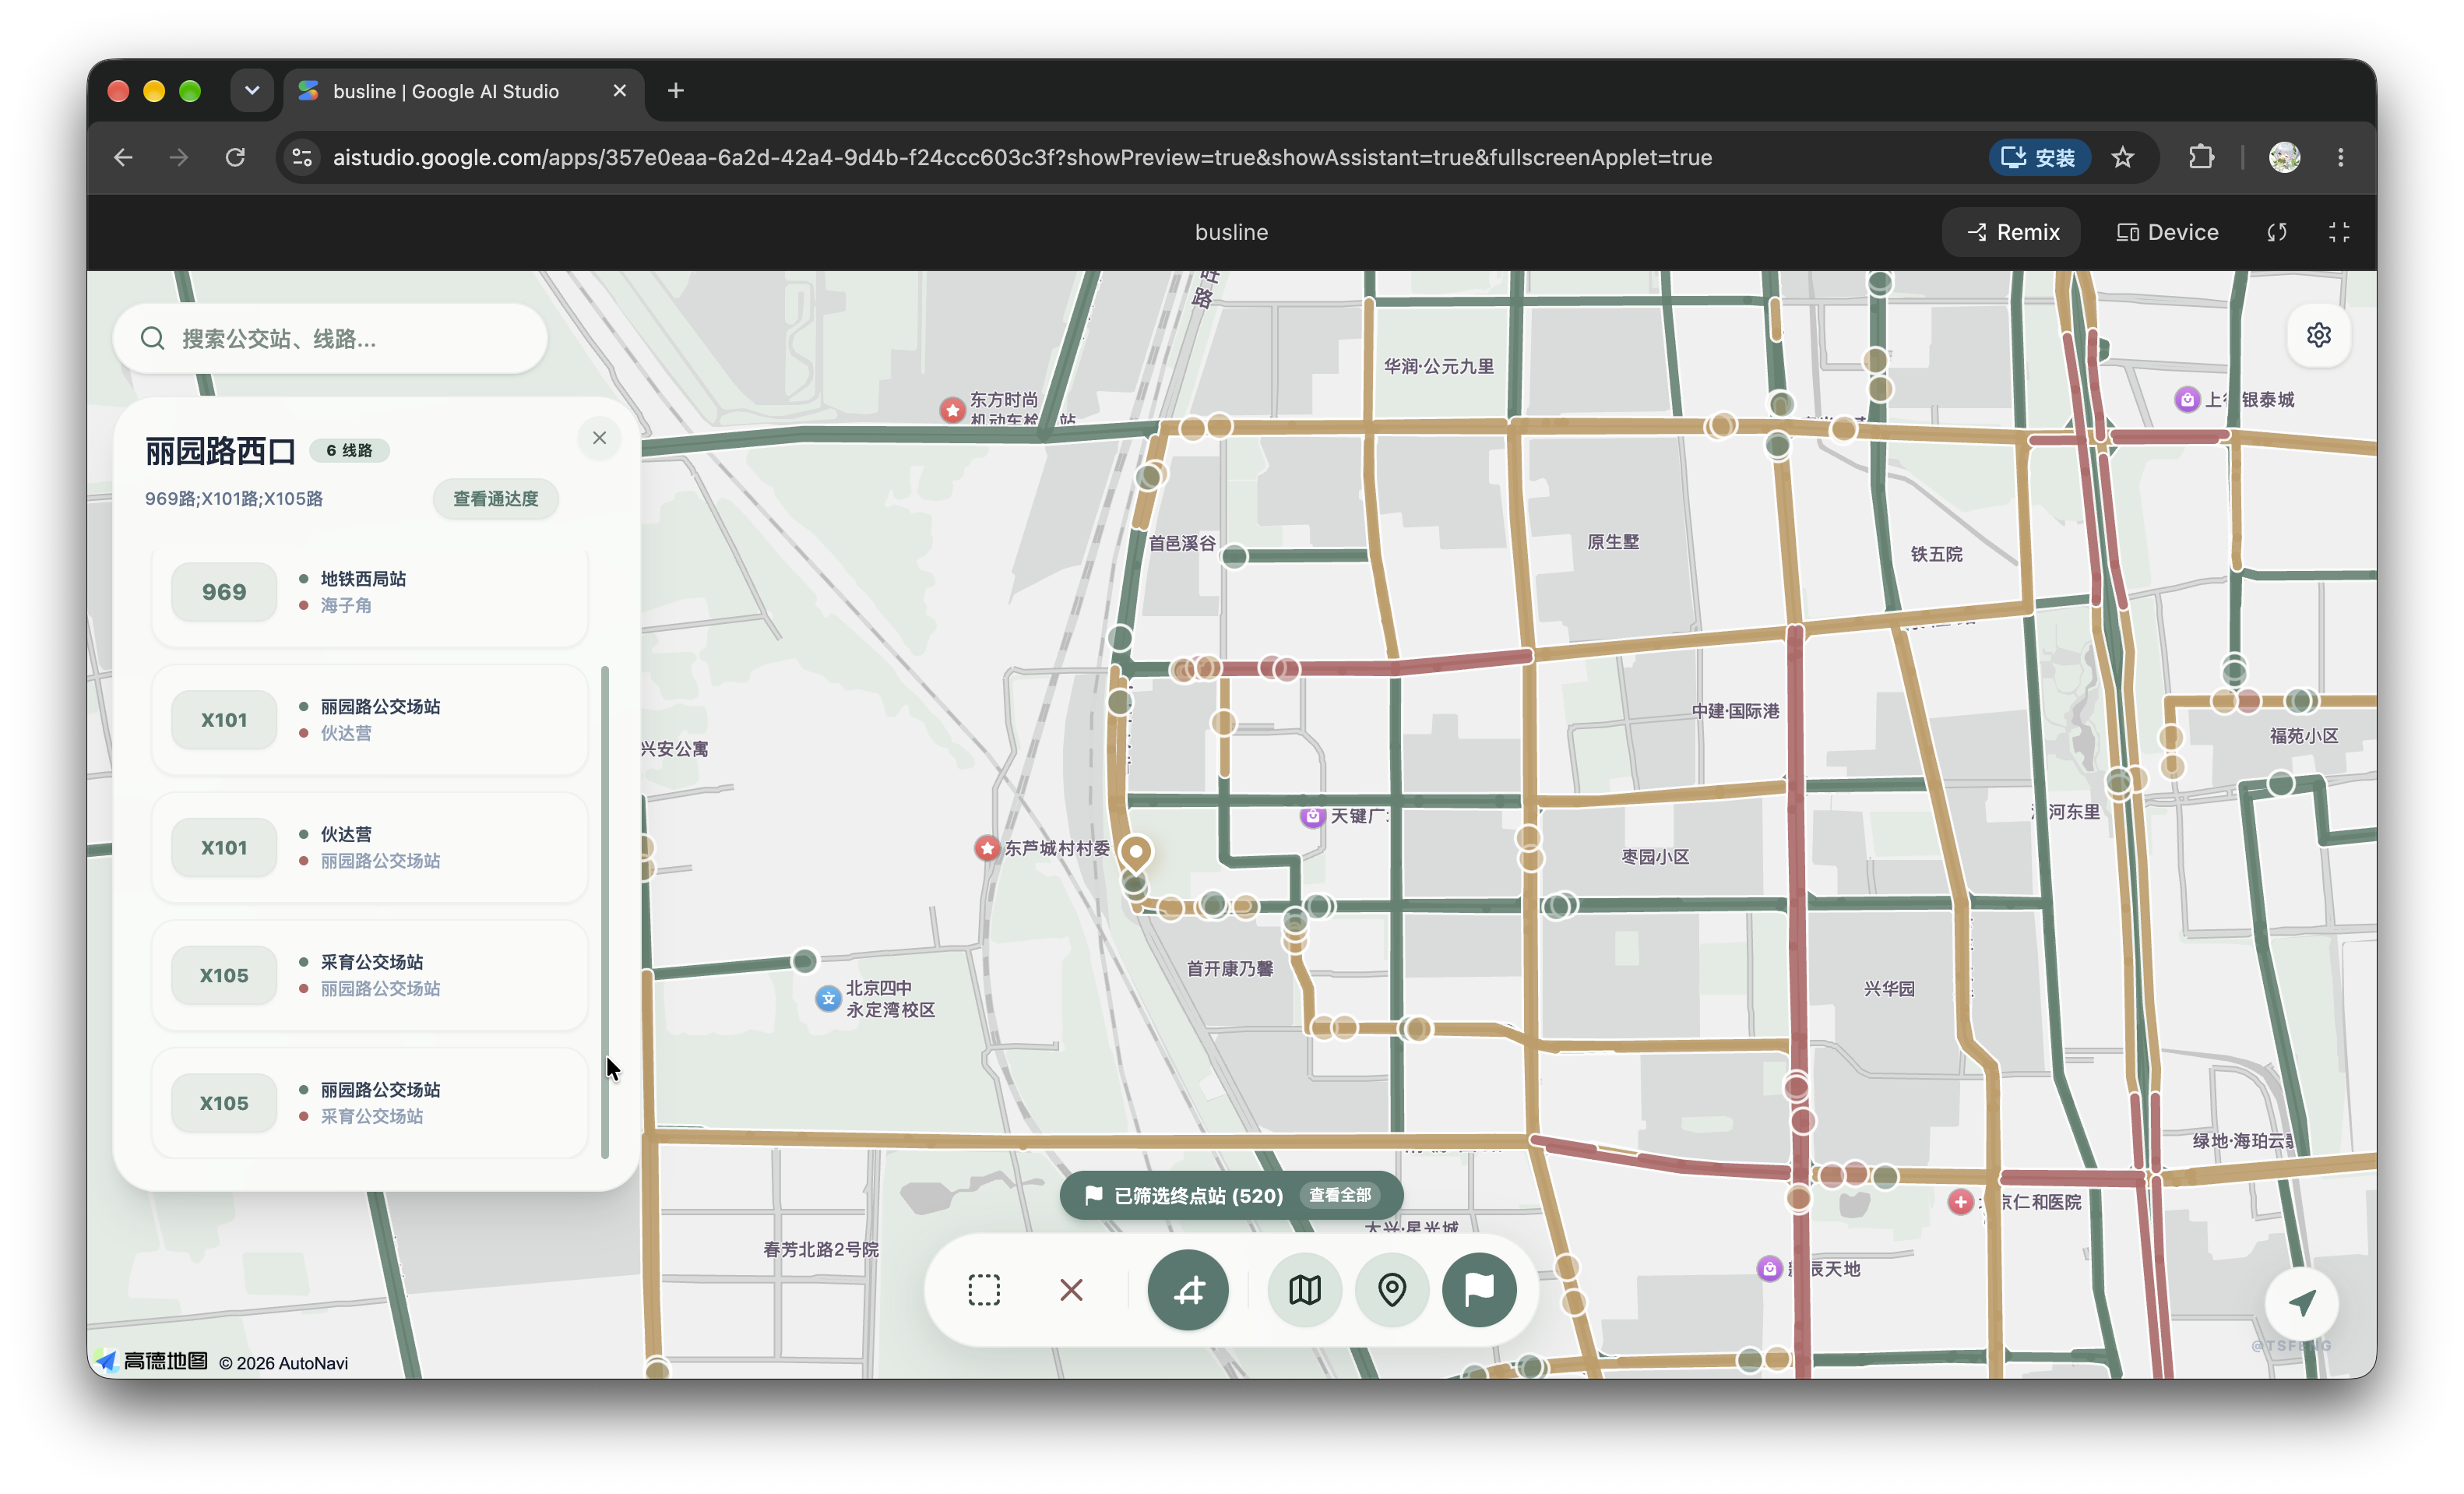 busline | Google AI Studio
aistudio.google.com/apps/357e0eaa-6a2d-42a4-9d4b-f24ccc603c3f?showPreview=true&showAssistant=true&fullscreenApplet=true
安装
busline
Remix
Device
搜索公交站、线路...
丽园路西口
6 线路
969路;X101路;X105路
查看通达度
969
地铁西局站
海子角
X101
丽园路公交场站
伙达营
X101
伙达营
丽园路公交场站
X105
采育公交场站
丽园路公交场站
X105
丽园路公交场站
采育公交场站
路
东方时尚
华润·公元九里
首邑溪谷
原生墅
铁五院
银泰城
中建·国际港
福苑小区
兴安公寓
天键广
河东里
东芦城村村委
枣园小区
首开康乃馨
兴华园
北京四中
永定湾校区
绿地·海珀云
京仁和医院
春芳北路2号院
辰天地
已筛选终点站 (520)
查看全部
高德地图
© 2026 AutoNavi